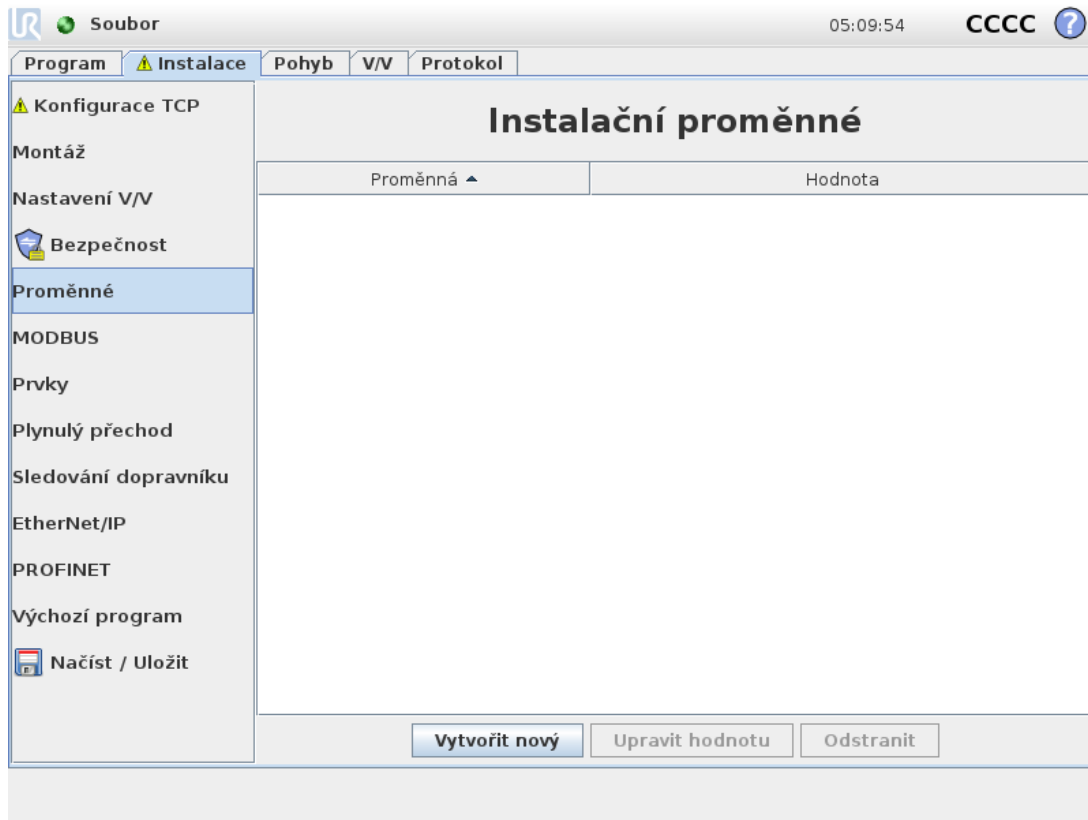 UR Soubor 05:09:54 CCCC ?
Program Instalace Pohyb V/V Protokol
Konfigurace TCP
Montáž
Nastavení V/V
Bezpečnost
Proměnné
MODBUS
Prvky
Plynulý přechod
Sledování dopravníku
EtherNet/IP
PROFINET
Výchozí program
Načíst / Uložit
Instalační proměnné
Proměnná Hodnota
Vytvořit nový Upravit hodnotu Odstranit